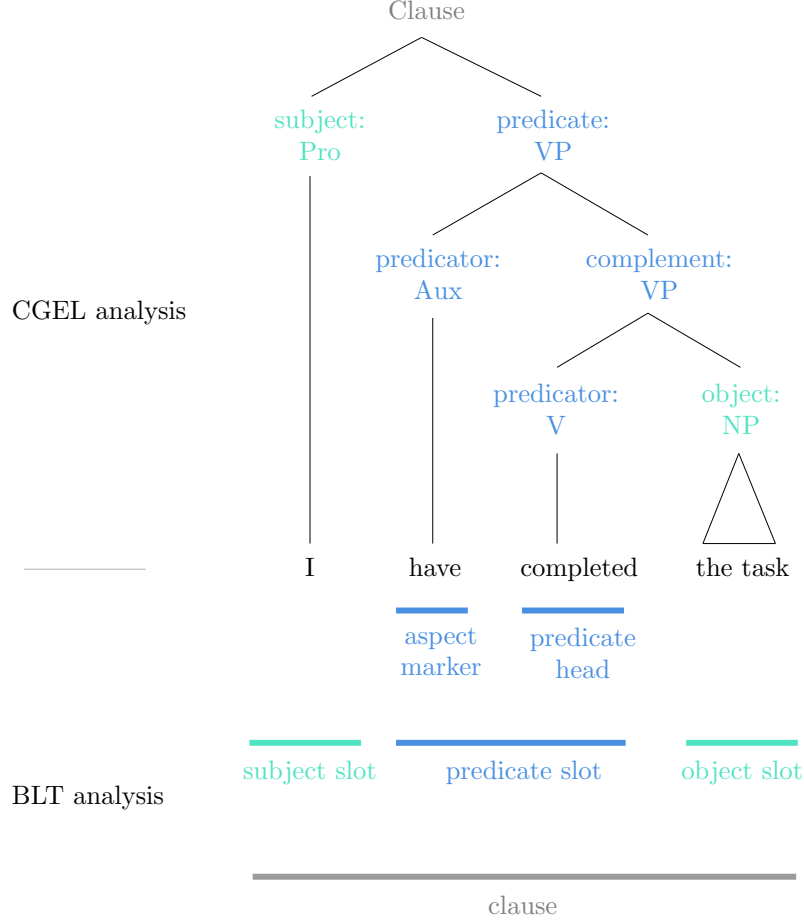 Clause
subject: predicate:
Pro VP
predicator: complement:
Aux VP
CGEL analysis
predicator: object:
V NP
I have completed the task
aspect predicate
marker head
subject slot predicate slot object slot
BLT analysis
clause